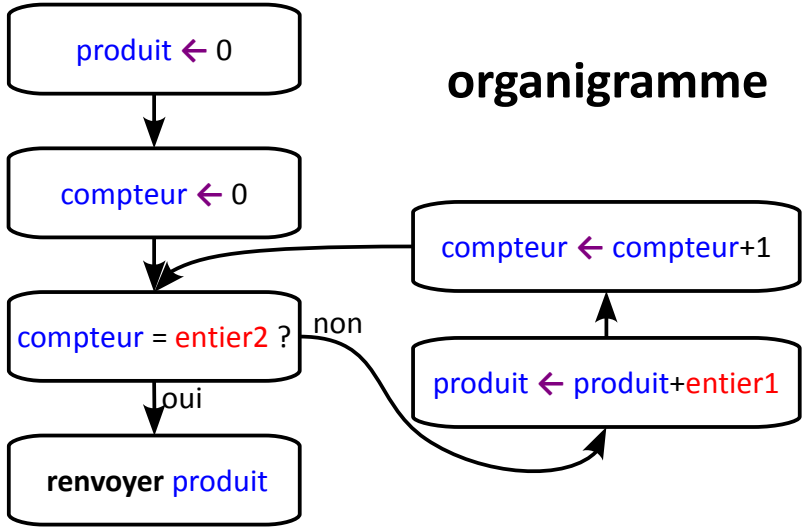 produit ← 0
organigramme
compteur ← 0
compteur ← compteur+1
compteur = entier2 ?
non
produit ← produit+entier1
oui
renvoyer produit